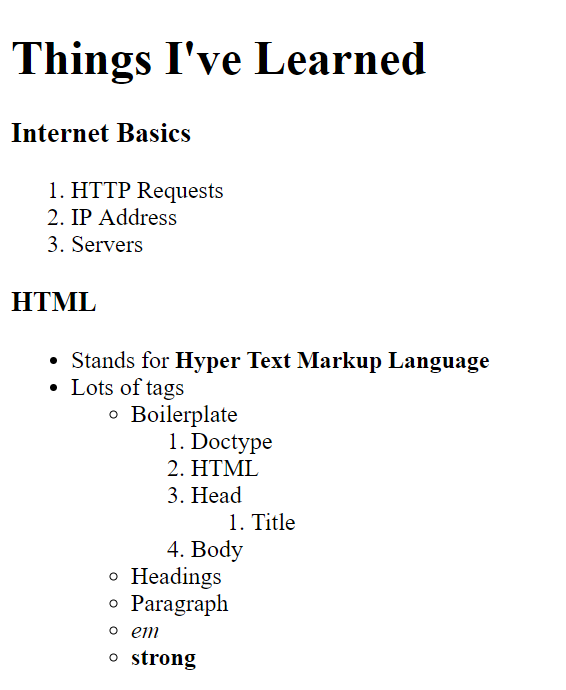 Things I've Learned
Internet Basics
1. HTTP Requests
2. IP Address
3. Servers
HTML
• Stands for Hyper Text Markup Language
• Lots of tags
◦ Boilerplate
1. Doctype
2. HTML
3. Head
1. Title
4. Body
◦ Headings
◦ Paragraph
◦ em
◦ strong